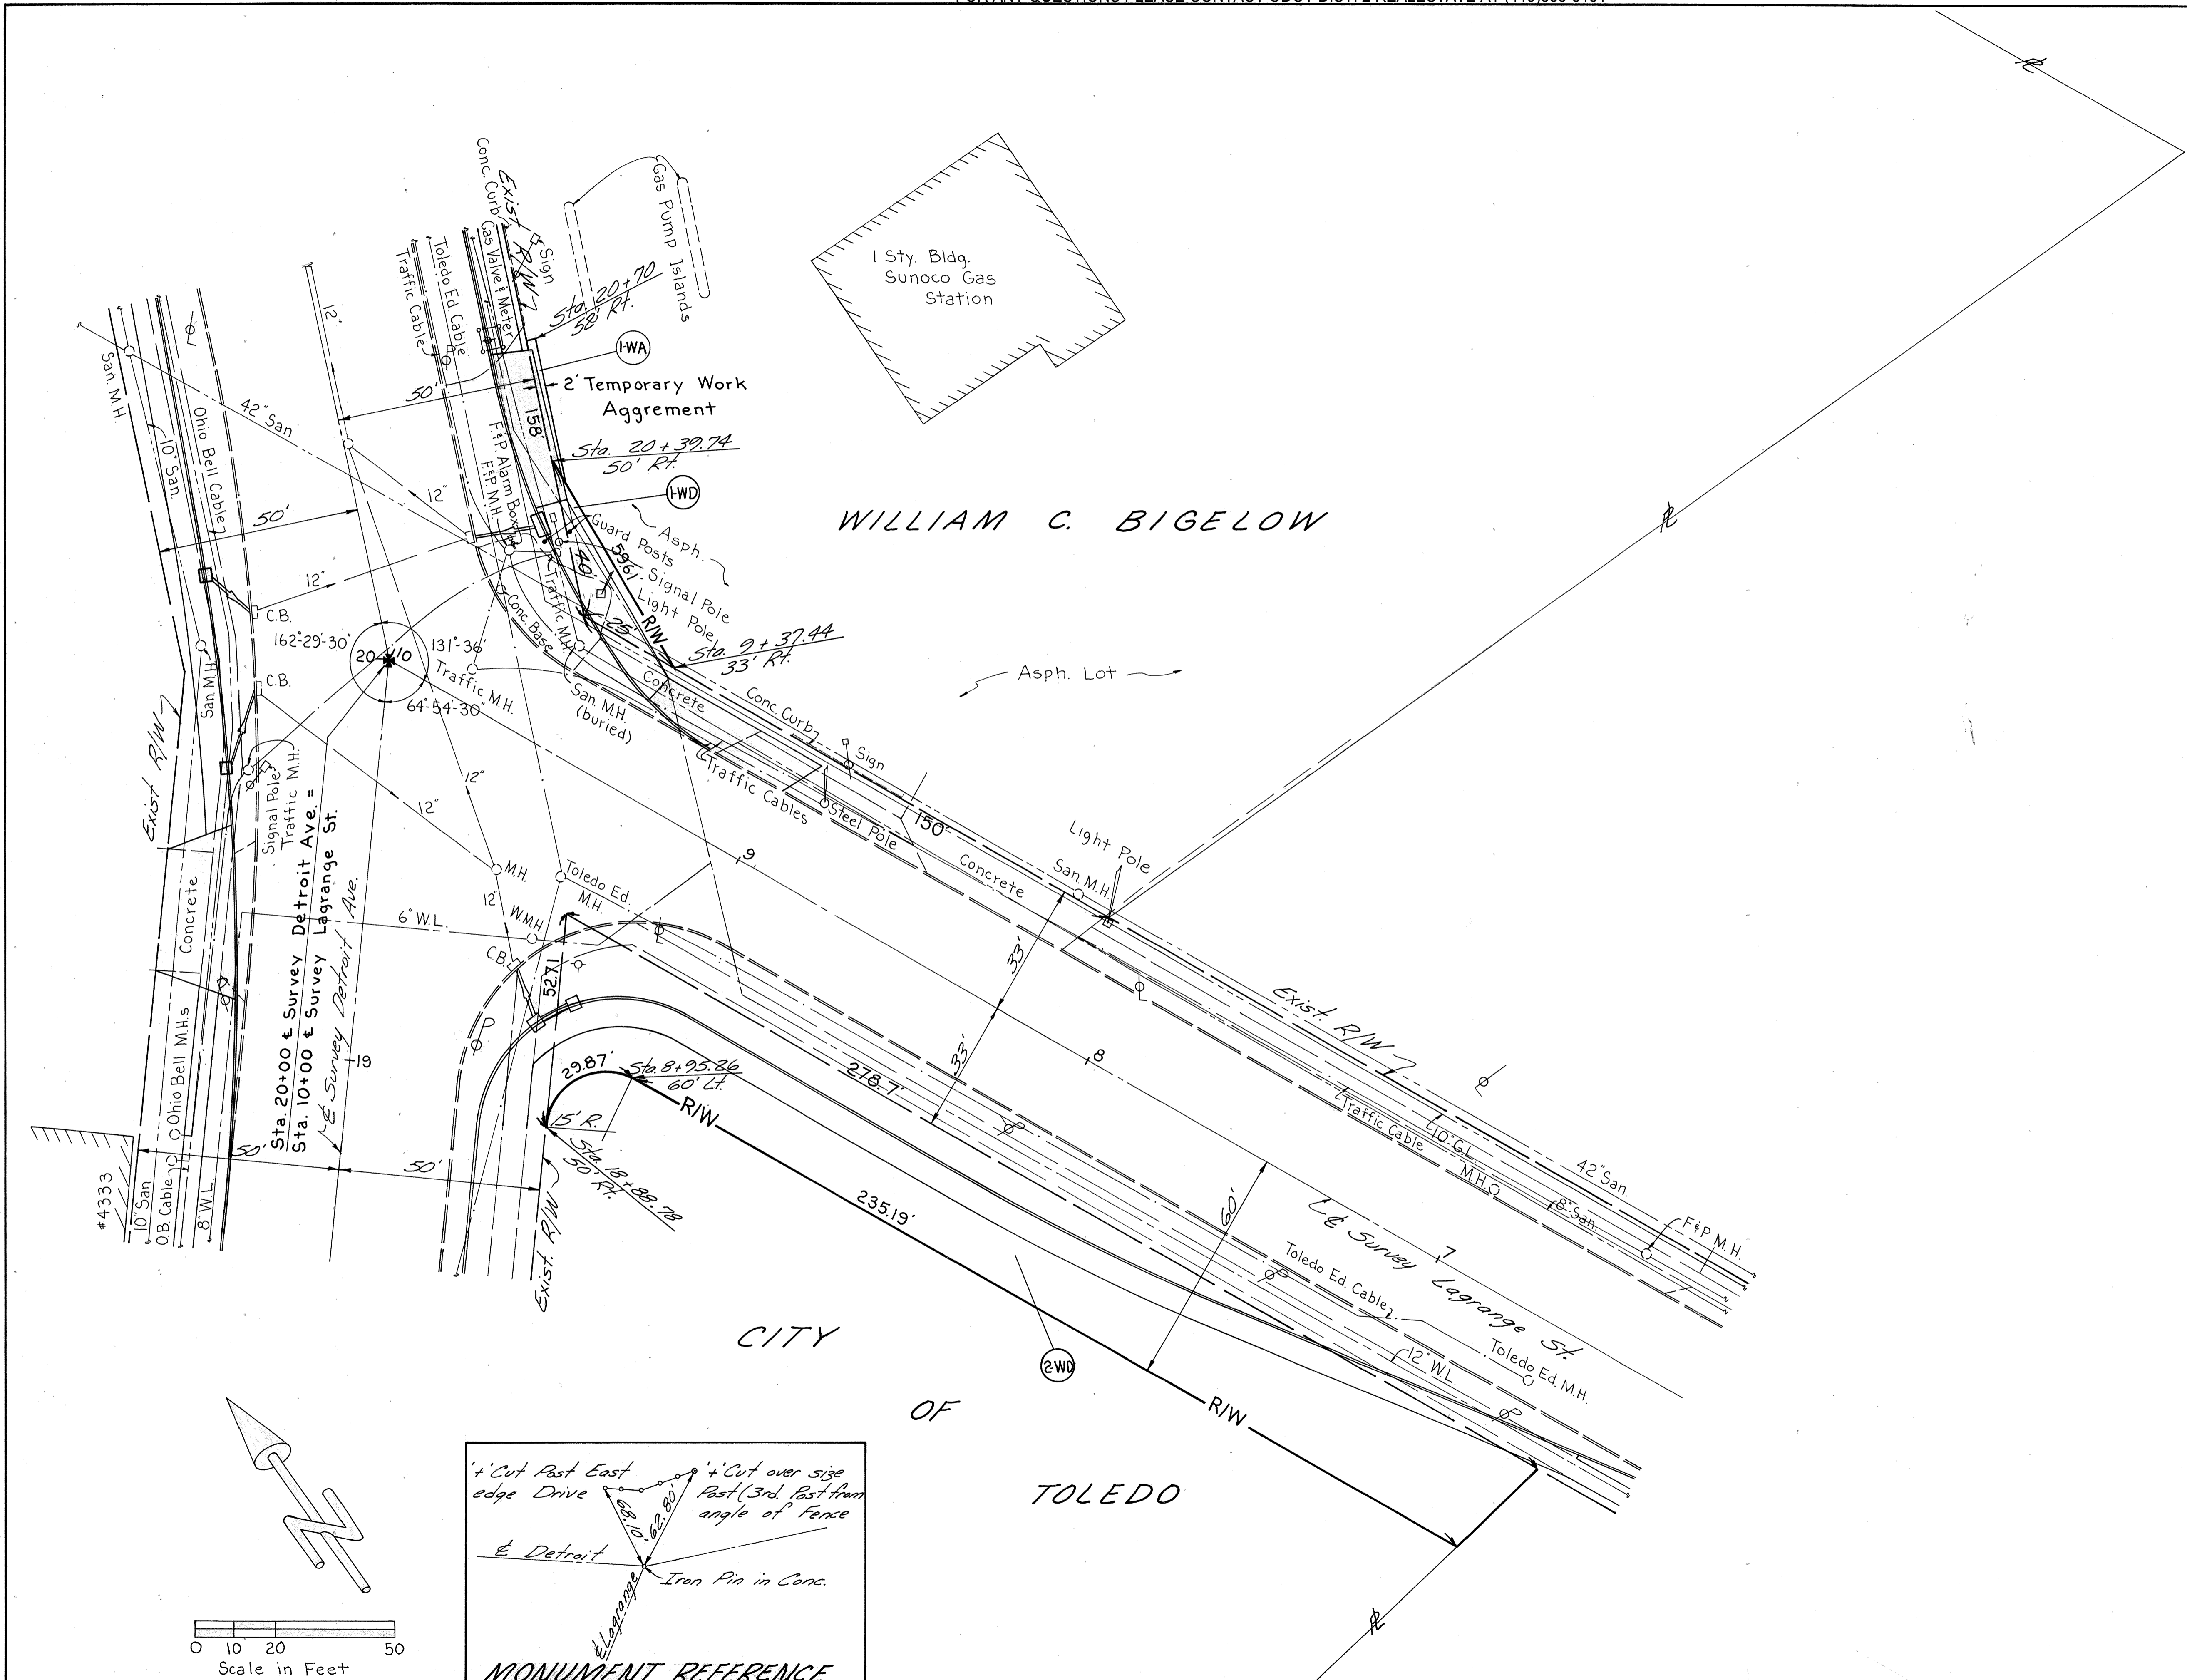 1 Sty. Bldg.
Sunoco Gas
Station
Gas Pump Islands
Sign
Exist R/W
Conc. Curb
Gas Valve & Meter
Toledo Ed. Cable
Traffic Cable
Sta. 20+70
1-WA
2' Temporary Work
Aggrement
50'
158'
Sta. 20+39.74
50' Rt.
1-WD
F.&P. Alarm Box
F&P. M.H.
Guard Posts
Asph.
Signal Pole
Light Pole
59.61
40'
25'
R/W
Sta. 9+37.44
33' Rt.
WILLIAM C. BIGELOW
Asph. Lot
12"
San. M.H.
42" San
10" San.
Ohio Bell Cable
50'
12"
12"
C.B.
162°-29'-30"
131°-36'
20
10
64°-54'-30"
Traffic M.H.
Conc. Base
Traffic M.H.
San. M.H.
(buried)
Concrete
Conc. Curb
Sign
Traffic Cables
Steel Pole
150'
Light Pole
San. M.H.
Concrete
C.B.
San. M.H.
Exist R/W
Signal Pole
Traffic M.H.
12"
12"
9
M.H.
Toledo Ed.
M.H.
12"
W.M.H.
6" W.L.
C.B.
52.71
Concrete
Ohio Bell M.H.s
Sta. 20+00 ℄ Survey Detroit Ave. =
Sta. 10+00 ℄ Survey Lagrange St.
℄ Survey Detroit Ave.
19
29.87'
Sta. 8+95.86
60' Lt.
R/W
15' R.
Sta. 18+88.78
50' Rt.
278.7'
33'
33'
8
Exist. R/W
Traffic Cable
10" G.L.
M.H.
42" San.
8" San
F&P M.H.
50'
50'
#4333
10" San.
O.B. Cable
8" W.L.
Exist. R/W
235.19'
60'
℄ Survey Lagrange St.
7
Toledo Ed. Cable
Toledo Ed. M.H.
12" W.L.
2-WD
R/W
CITY
OF
TOLEDO
'+' Cut Post East
edge Drive
'+' Cut over size
Post (3rd. Post from
angle of Fence
68.10'
62.80'
℄ Detroit
Iron Pin in Conc.
℄ Lagrange
MONUMENT REFERENCE
0 10 20 50
Scale in Feet